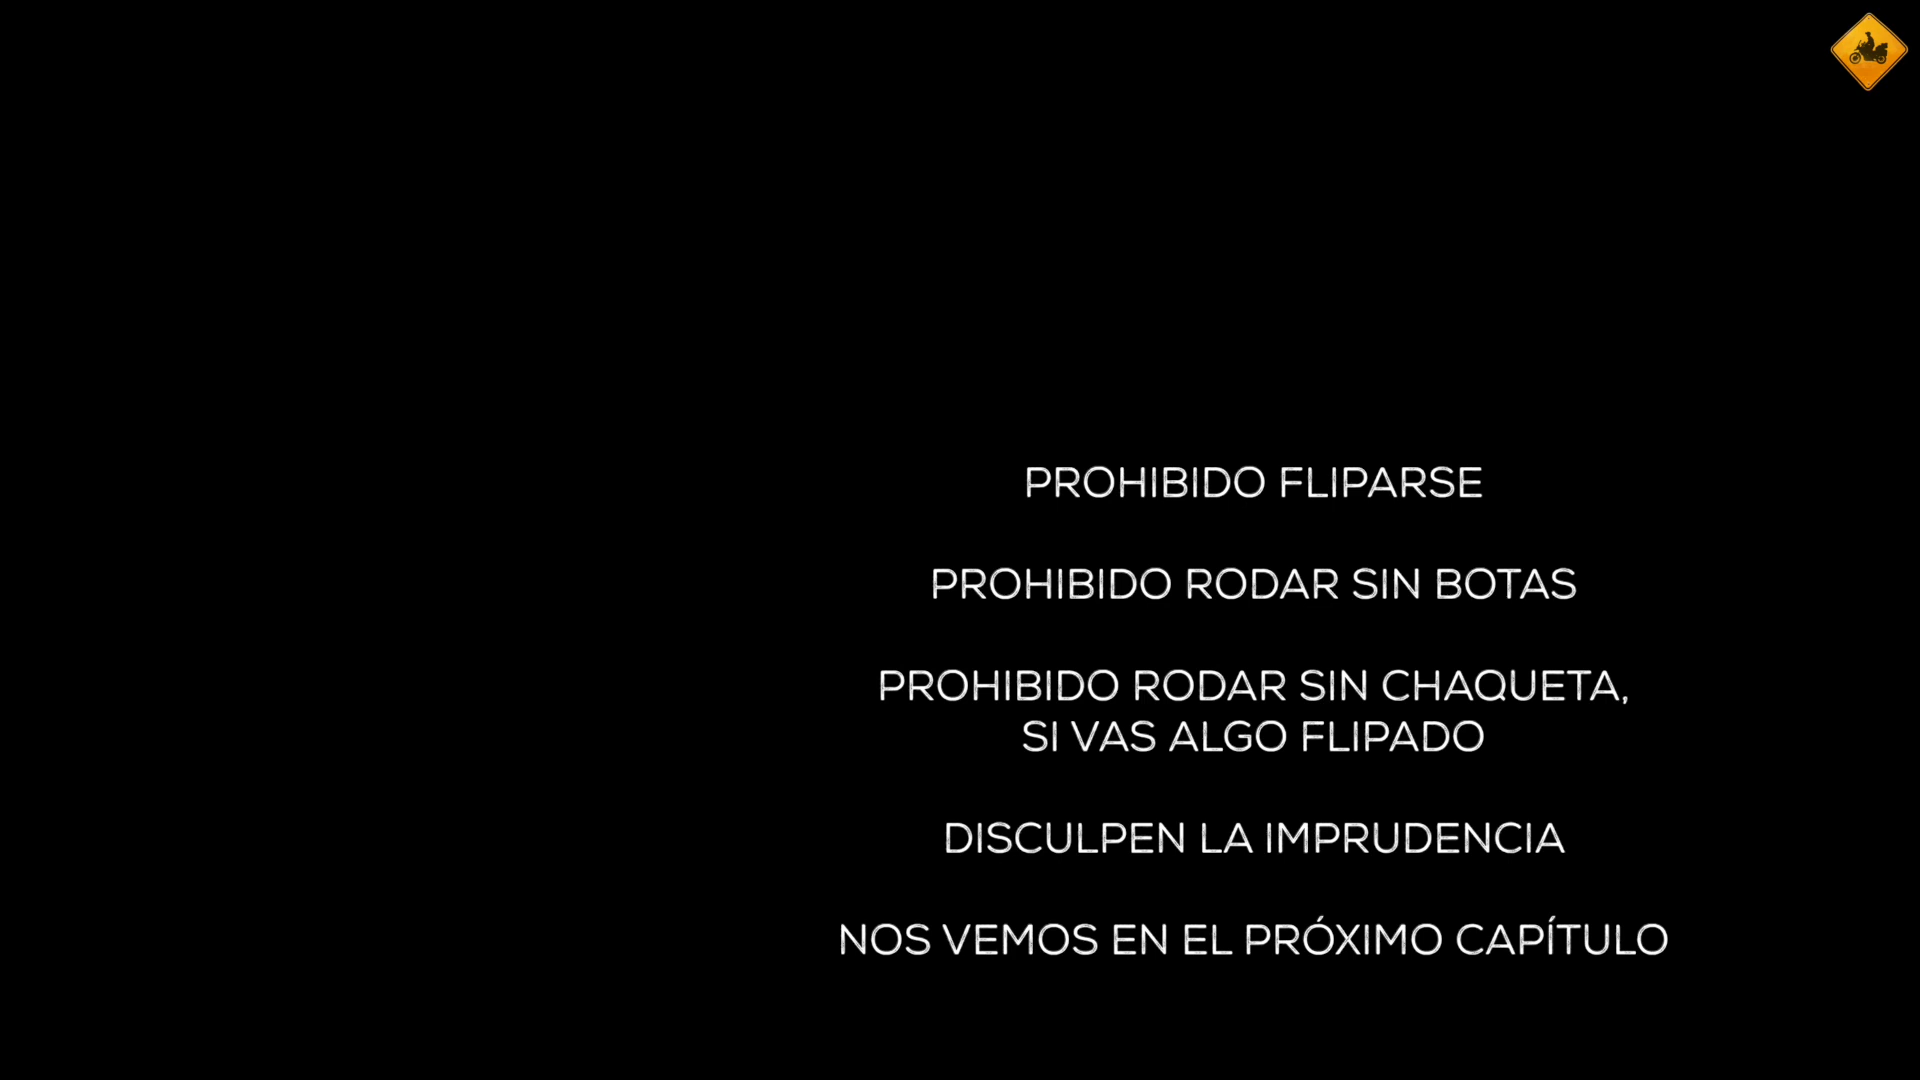 PROHIBIDO FLIPARSE
PROHIBIDO RODAR SIN BOTAS
PROHIBIDO RODAR SIN CHAQUETA,
SI VAS ALGO FLIPADO
DISCULPEN LA IMPRUDENCIA
NOS VEMOS EN EL PRÓXIMO CAPÍTULO